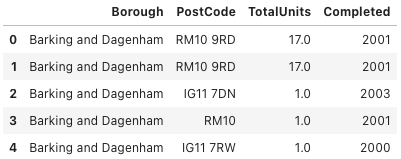 Borough PostCode TotalUnits Completed
0 Barking and Dagenham RM10 9RD 17.0 2001
1 Barking and Dagenham RM10 9RD 17.0 2001
2 Barking and Dagenham IG11 7DN 1.0 2003
3 Barking and Dagenham RM10 1.0 2001
4 Barking and Dagenham IG11 7RW 1.0 2000